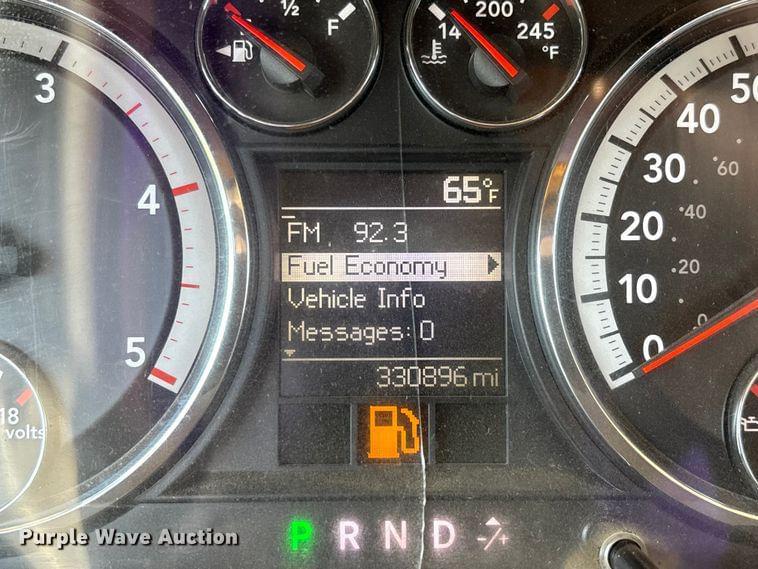 ½ F
14 200 245
°F
3
4
5
18
volts
65°F
FM 92.3
Fuel Economy
Vehicle Info
Messages: 0
330896 mi
50
40
30
20
10
0
60
40
20
0
P R N D -/+
Purple Wave Auction